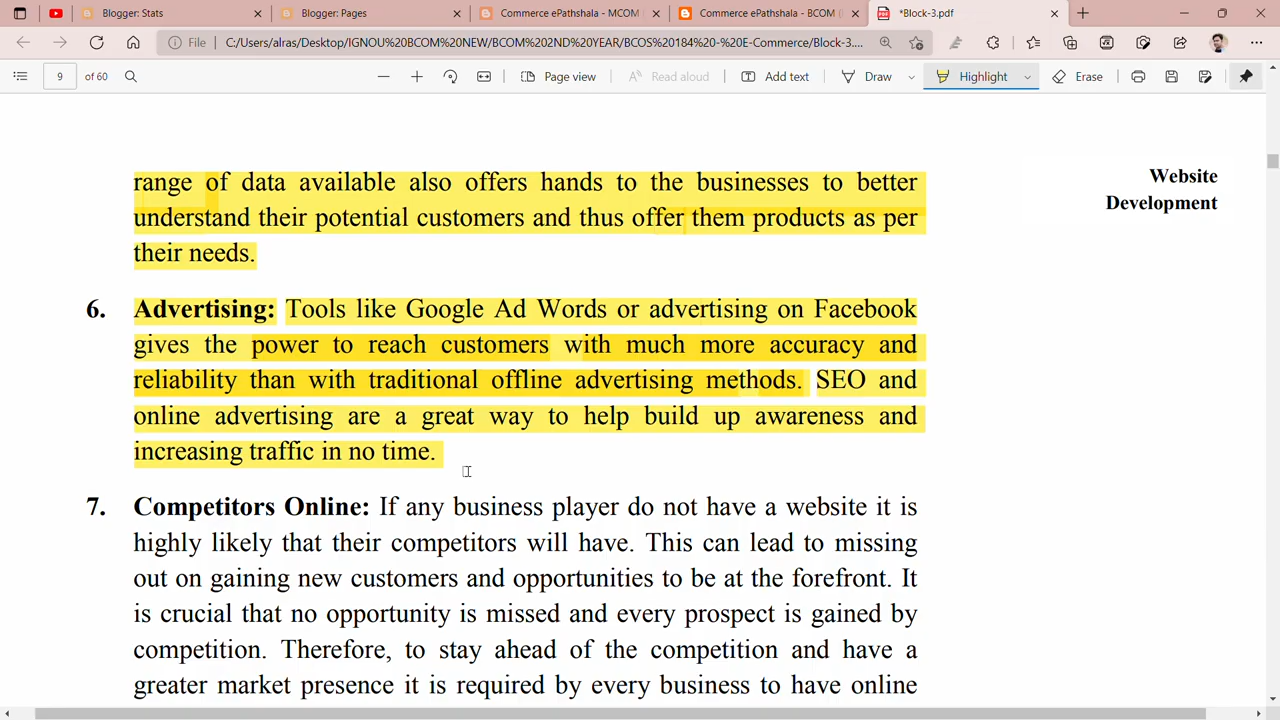 Blogger: Stats
Blogger: Pages
Commerce ePathshala - MCOM
Commerce ePathshala - BCOM (
*Block-3.pdf
File
C:/Users/alras/Desktop/IGNOU%20BCOM%20NEW/BCOM%202ND%20YEAR/BCOS%20184%20-%20E-Commerce/Block-3....
9 of 60
Page view
Read aloud
Add text
Draw
Highlight
Erase
range of data available also offers hands to the businesses to better
understand their potential customers and thus offer them products as per
their needs.
Website
Development
6. Advertising: Tools like Google Ad Words or advertising on Facebook
gives the power to reach customers with much more accuracy and
reliability than with traditional offline advertising methods. SEO and
online advertising are a great way to help build up awareness and
increasing traffic in no time.
7. Competitors Online: If any business player do not have a website it is
highly likely that their competitors will have. This can lead to missing
out on gaining new customers and opportunities to be at the forefront. It
is crucial that no opportunity is missed and every prospect is gained by
competition. Therefore, to stay ahead of the competition and have a
greater market presence it is required by every business to have online